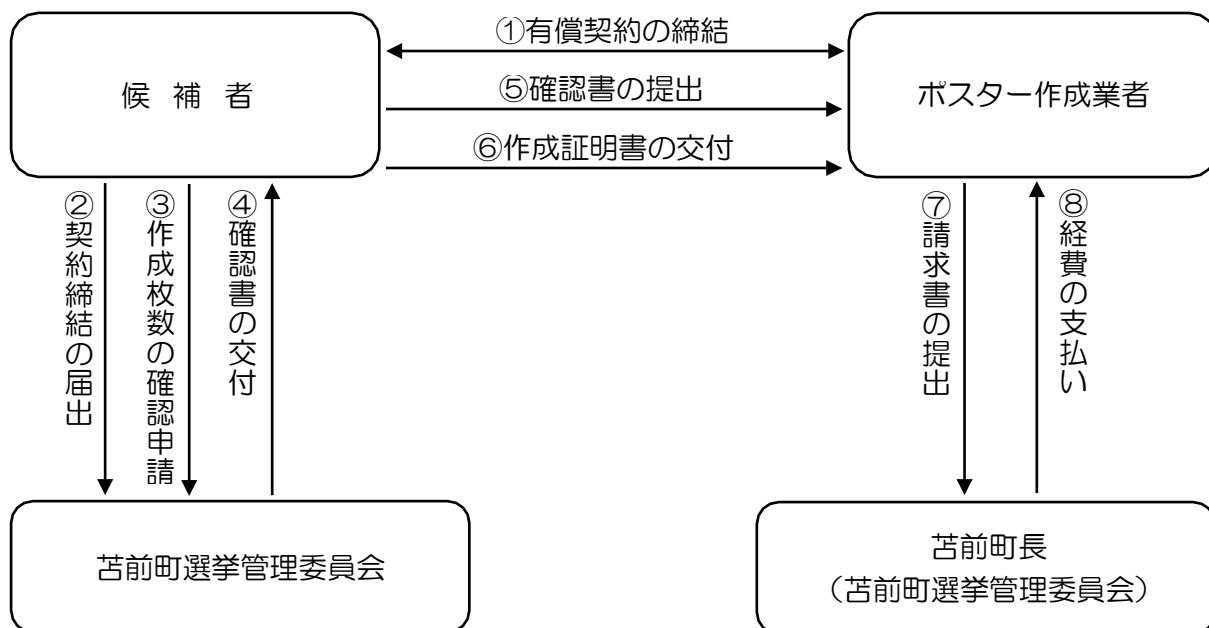 ①有償契約の締結
候 補 者
⑤確認書の提出
ポスター作成業者
⑥作成証明書の交付
②契約締結の届出
③作成枚数の確認申請
④確認書の交付
⑦請求書の提出
⑧経費の支払い
苫前町選挙管理委員会
苫前町長
（苫前町選挙管理委員会）